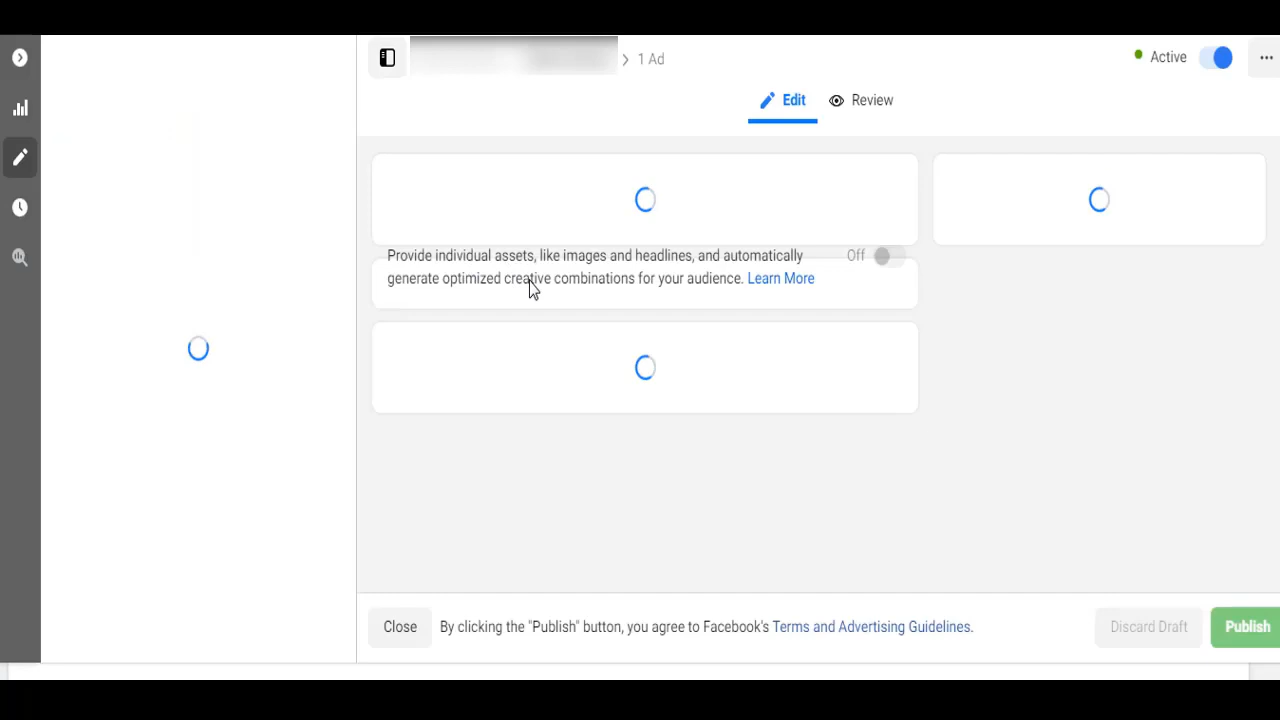 1 Ad
Active
Edit
Review
Provide individual assets, like images and headlines, and automatically
generate optimized creative combinations for your audience. Learn More
Off
Close
By clicking the "Publish" button, you agree to Facebook's Terms and Advertising Guidelines.
Discard Draft
Publish